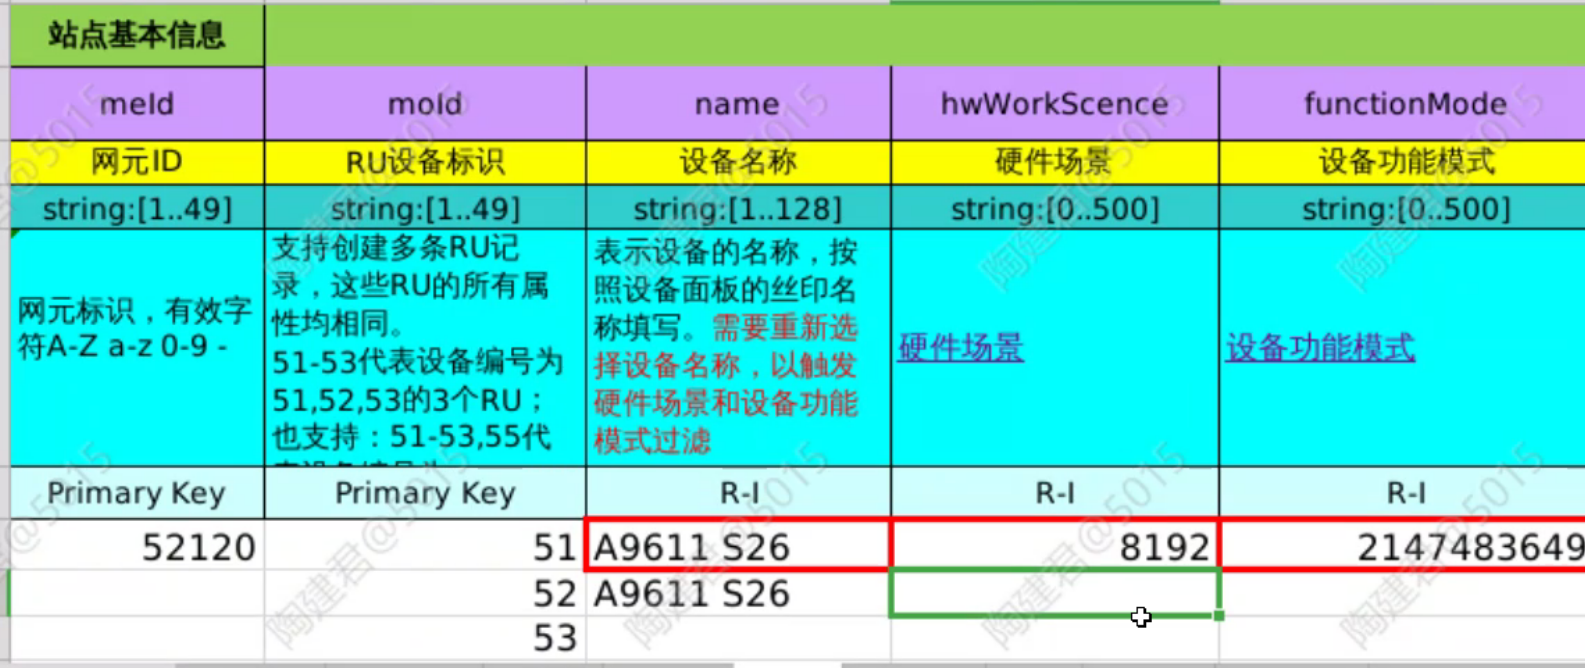 站点基本信息
meId moId name hwWorkScence functionMode
网元ID RU设备标识 设备名称 硬件场景 设备功能模式
string:[1..49] string:[1..49] string:[1..128] string:[0..500] string:[0..500]
网元标识，有效字
符A-Z a-z 0-9 -
支持创建多条RU记
录，这些RU的所有属
性均相同。
51-53代表设备编号为
51,52,53的3个RU；
也支持：51-53,55代
表示设备的名称，按
照设备面板的丝印名
称填写。需要重新选
择设备名称，以触发
硬件场景和设备功能
模式过滤
硬件场景
设备功能模式
Primary Key Primary Key R-I R-I R-I
52120 51 A9611 S26 8192 2147483649
52 A9611 S26
53
陶建君@5015